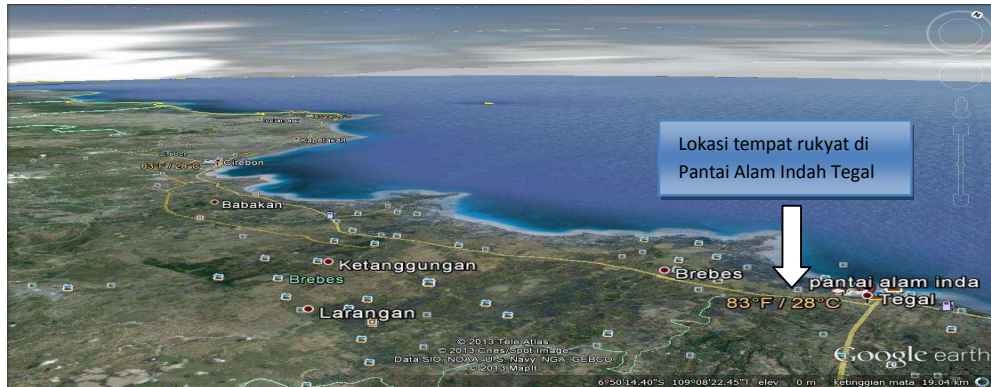 N
Lokasi tempat rukyat di
Pantai Alam Indah Tegal
83°F / 28°C
Cirebon
Babakan
Ketanggungan
Brebes
Larangan
Brebes
pantai alam inda
83°F / 28°C
Tegal
© 2013 Tele Atlas
© 2013 Cnes/Spot Image
Data SIO, NOAA, U.S. Navy, NGA, GEBCO
© 2013 MapIt
Google earth
6°50'14.40"S 109°08'22.45"T elev 0 m ketinggian mata 19.04 km